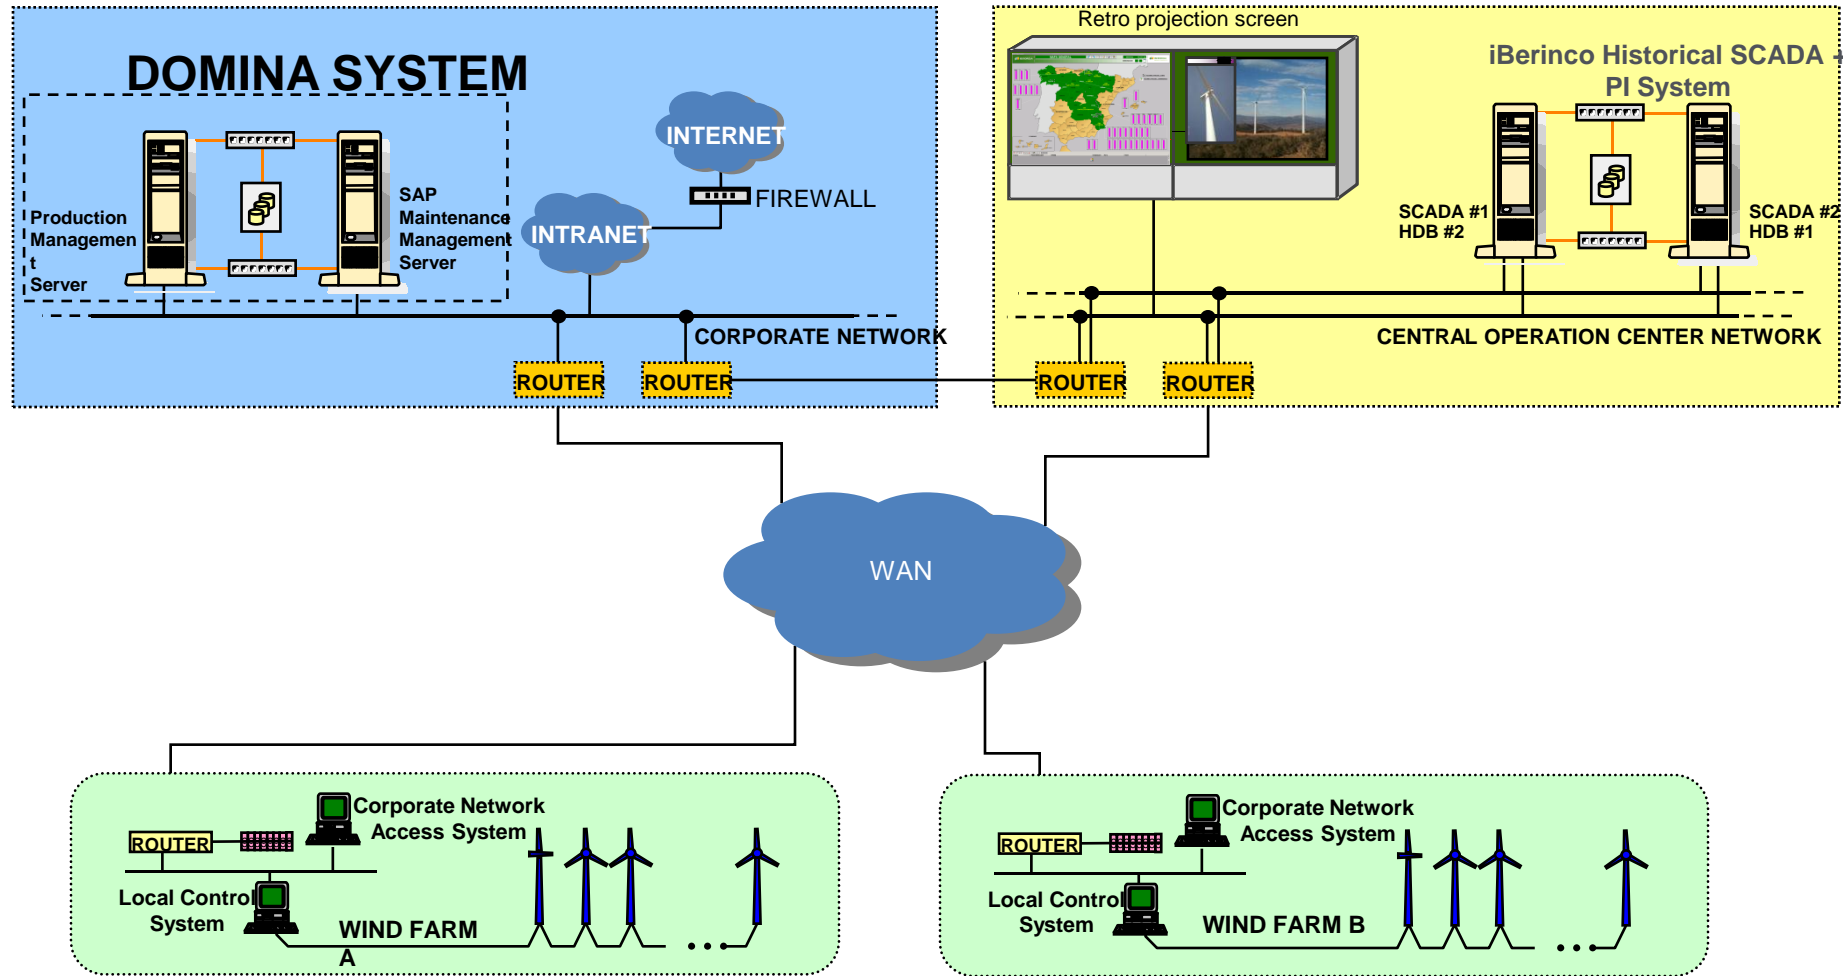 DOMINA SYSTEM
Production
Managemen
t
Server
SAP
Maintenance
Management
Server
INTERNET
FIREWALL
INTRANET
CORPORATE NETWORK
ROUTER
ROUTER
Retro projection screen
iBerinco Historical SCADA +
PI System
SCADA #1
HDB #2
SCADA #2
HDB #1
CENTRAL OPERATION CENTER NETWORK
ROUTER
ROUTER
WAN
Corporate Network
Access System
ROUTER
Local Control
System
WIND FARM
A
Corporate Network
Access System
ROUTER
Local Control
System
WIND FARM B